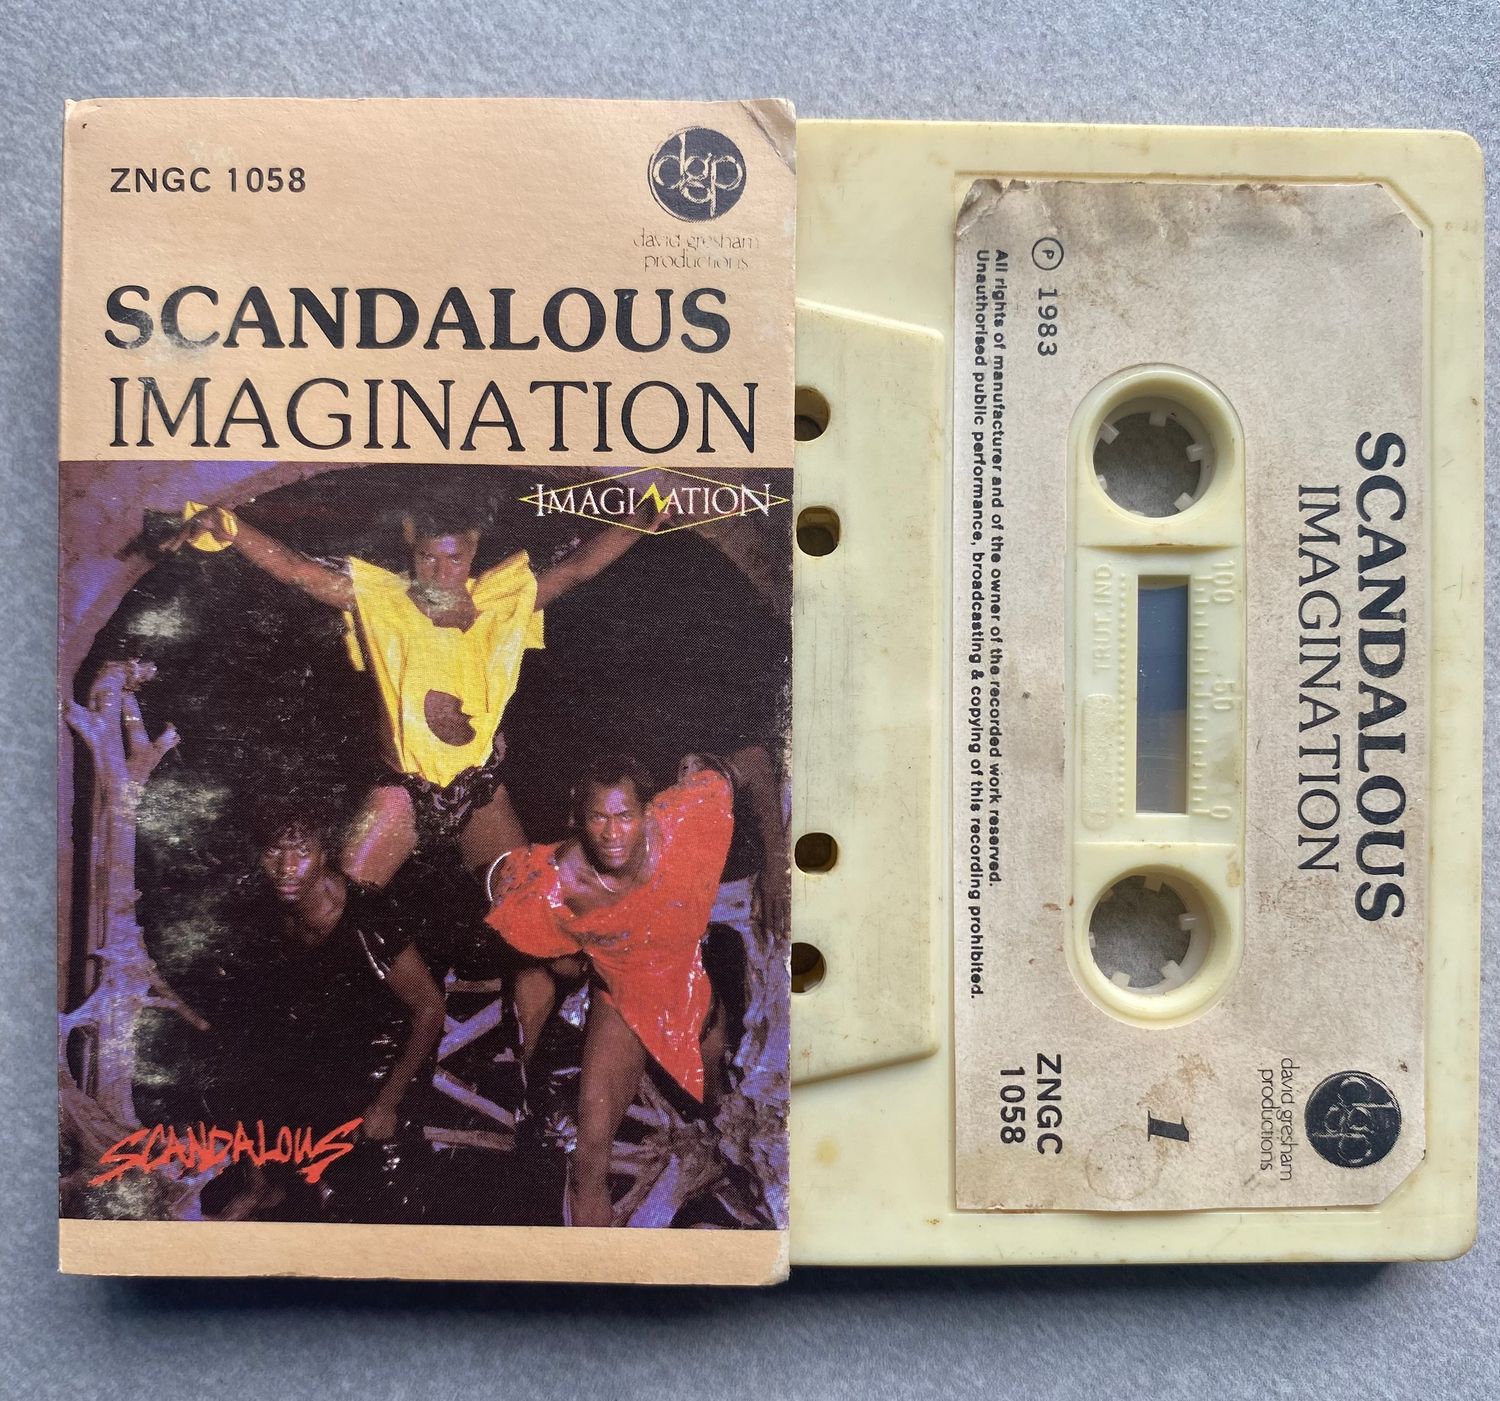 ZNGC 1058
dgp
david gresham
productions
SCANDALOUS
IMAGINATION
IMAGINATION
SCANDALOUS
SCANDALOUS
IMAGINATION
℗ 1983
All rights of manufacturer and of the owner of the recorded work reserved.
Unauthorised public performance, broadcasting & copying of this recording prohibited.
100 50 0
dgp
david gresham
productions
1
ZNGC
1058